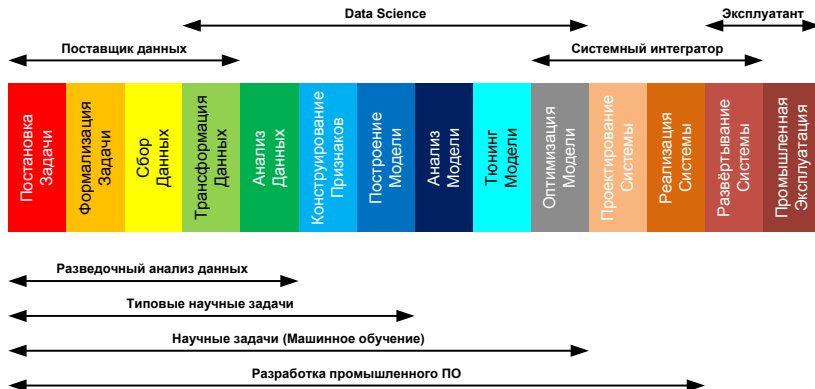 Data Science
Эксплуатант
Поставщик данных
Системный интегратор
Постановка
Задачи
Формализация
Задачи
Сбор
Данных
Трансформация
Данных
Анализ
Данных
Конструирование
Признаков
Построение
Модели
Анализ
Модели
Тюнинг
Модели
Оптимизация
Модели
Проектирование
Системы
Реализация
Системы
Развёртывание
Системы
Промышленная
Эксплуатация
Разведочный анализ данных
Типовые научные задачи
Научные задачи (Машинное обучение)
Разработка промышленного ПО